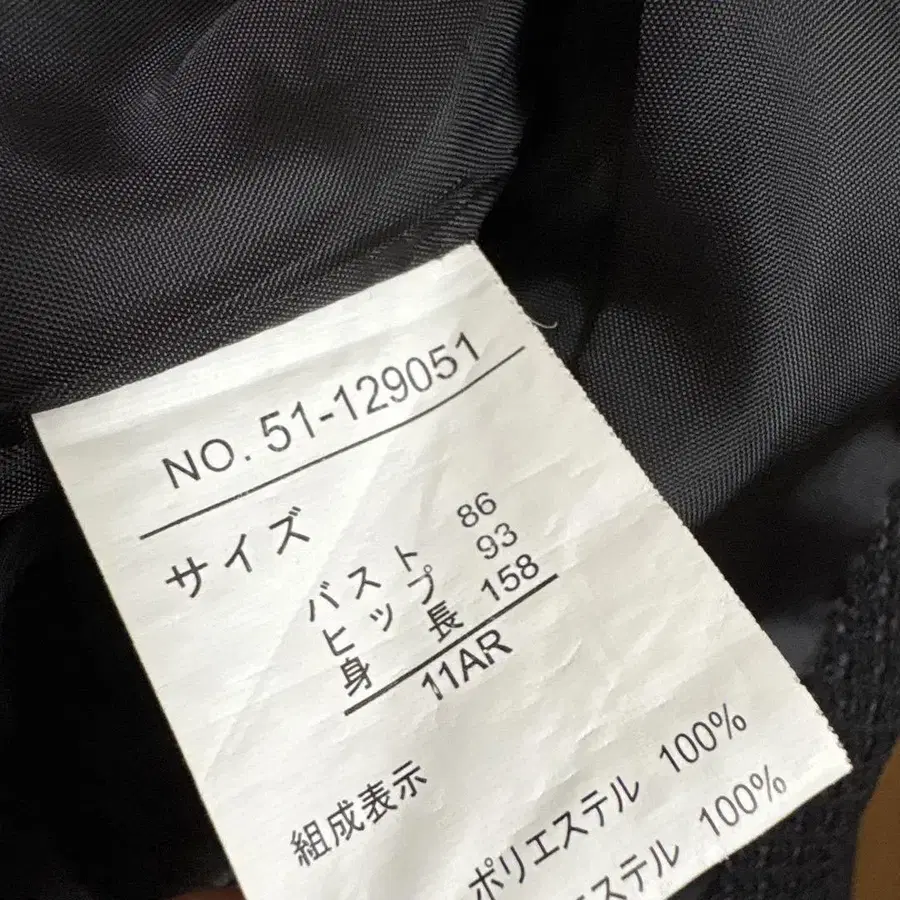 NO. 51-129051
サイズ
バスト 86
ヒップ 93
身長 158
11AR
組成表示
ポリエステル 100%
エステル 100%